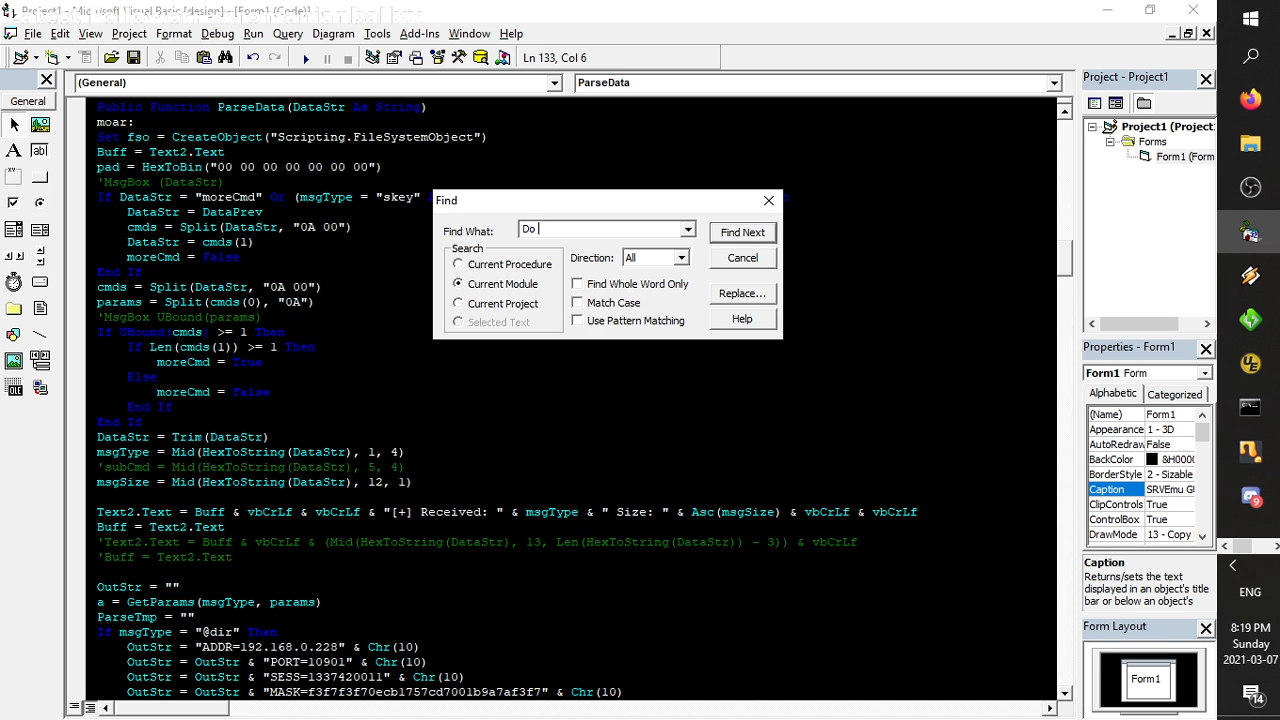 Project1 - Microsoft Visual Basic [design] - [Form1 (Code)]
File Edit View Project Format Debug Run Query Diagram Tools Add-Ins Window Help
Ln 133, Col 6
General
(General)
ParseData
Public Function ParseData(DataStr As String)
moar:
Set fso = CreateObject("Scripting.FileSystemObject")
Buff = Text2.Text
pad = HexToBin("00 00 00 00 00 00 00")
'MsgBox (DataStr)
If DataStr = "moreCmd" Or (msgType = "skey"
DataStr = DataPrev
cmds = Split(DataStr, "0A 00")
DataStr = cmds(1)
moreCmd = False
End If
cmds = Split(DataStr, "0A 00")
params = Split(cmds(0), "0A")
'MsgBox UBound(params)
If UBound(cmds) >= 1 Then
If Len(cmds(1)) >= 1 Then
moreCmd = True
Else
moreCmd = False
End If
End If
DataStr = Trim(DataStr)
msgType = Mid(HexToString(DataStr), 1, 4)
'subCmd = Mid(HexToString(DataStr), 5, 4)
msgSize = Mid(HexToString(DataStr), 12, 1)
Text2.Text = Buff & vbCrLf & vbCrLf & "[+] Received: " & msgType & " Size: " & Asc(msgSize) & vbCrLf & vbCrLf
Buff = Text2.Text
'Text2.Text = Buff & vbCrLf & (Mid(HexToString(DataStr), 13, Len(HexToString(DataStr)) - 3)) & vbCrLf
'Buff = Text2.Text
OutStr = ""
a = GetParams(msgType, params)
ParseTmp = ""
If msgType = "@dir" Then
OutStr = "ADDR=192.168.0.228" & Chr(10)
OutStr = OutStr & "PORT=10901" & Chr(10)
OutStr = OutStr & "SESS=1337420011" & Chr(10)
OutStr = OutStr & "MASK=f3f7f3f70ecb1757cd7001b9a7af3f7" & Chr(10)
Find
Find What: Do
Find Next
Search
Current Procedure
Current Module
Current Project
Selected Text
Direction: All
Find Whole Word Only
Match Case
Use Pattern Matching
Cancel
Replace...
Help
Project - Project1
Project1 (Project:
Forms
Form1 (Form
Properties - Form1
Form1 Form
Alphabetic Categorized
(Name) Form1
Appearance 1 - 3D
AutoRedraw False
BackColor &H000
BorderStyle 2 - Sizable
Caption SRVEmu G
ClipControls True
ControlBox True
DrawMode 13 - Copy
Caption
Returns/sets the text
displayed in an object's title
bar or below an object's
Form Layout
Form1
ENG
8:19 PM
Sunday
2021-03-07
14